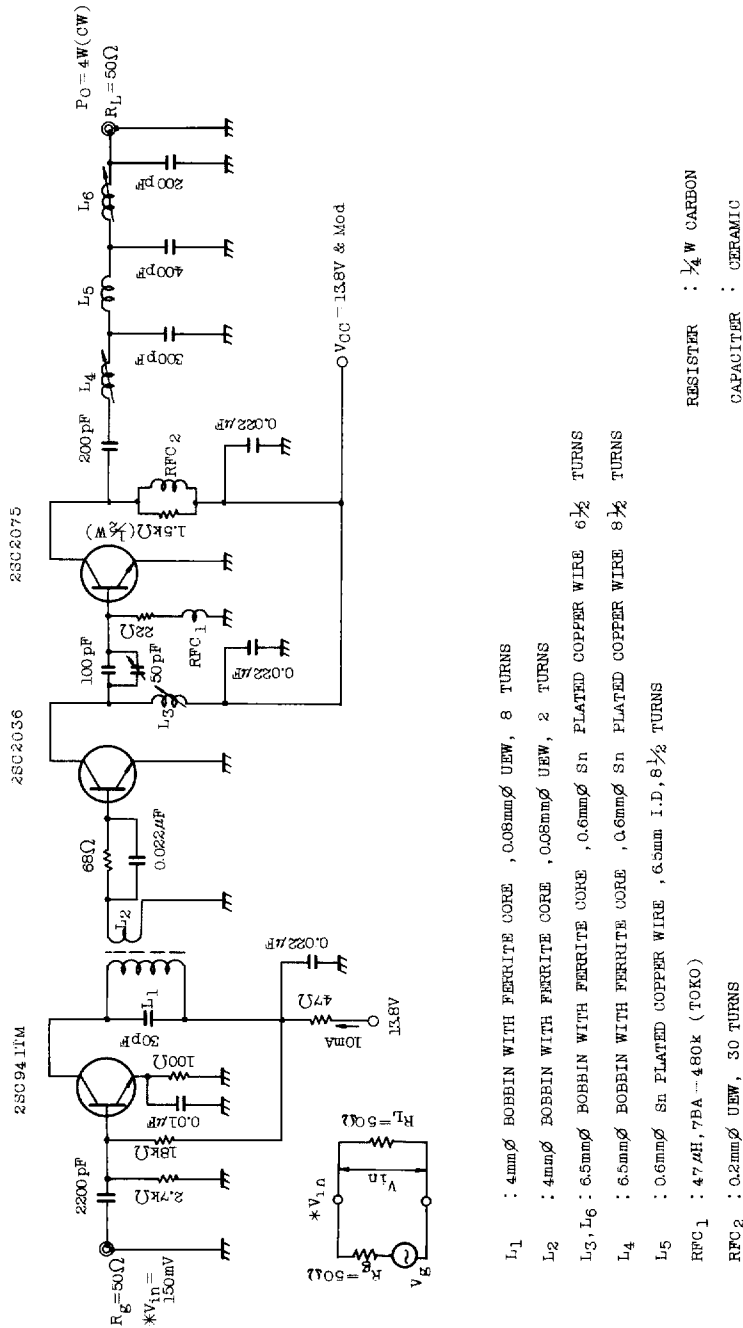 2SC941TM
2SC2036
2SC2075
Rg=50Ω
*Vin=
150mV
2200pF
2.7kΩ
18kΩ
0.01μF
100Ω
30pF
L1
L2
47Ω
10mA
13.8V
0.022μF
68Ω
0.022μF
L3
100pF
50pF
22Ω
RFC1
0.022μF
1.5kΩ(½W)
RFC2
0.022μF
200pF
L4
300pF
L5
400pF
L6
200pF
PO=4W(CW)
RL=50Ω
VCC=13.8V & Mod
Rg=50Ω
Vg
*Vin
Vin
RL=50Ω
L1 : 4mmØ BOBBIN WITH FERRITE CORE ,0.08mmØ UEW, 8 TURNS
L2 : 4mmØ BOBBIN WITH FERRITE CORE ,0.08mmØ UEW, 2 TURNS
L3, L6 : 6.5mmØ BOBBIN WITH FERRITE CORE ,0.6mmØ Sn PLATED COPPER WIRE 6½ TURNS
L4 : 6.5mmØ BOBBIN WITH FERRITE CORE ,0.6mmØ Sn PLATED COPPER WIRE 8½ TURNS
L5 : 0.6mmØ Sn PLATED COPPER WIRE ,6.5mm I.D,8½ TURNS
RFC1 : 47μH,7BA-480k (TOKO)
RFC2 : 0.2mmØ UEW, 30 TURNS
RESISTER : ¼W CARBON
CAPACITER : CERAMIC